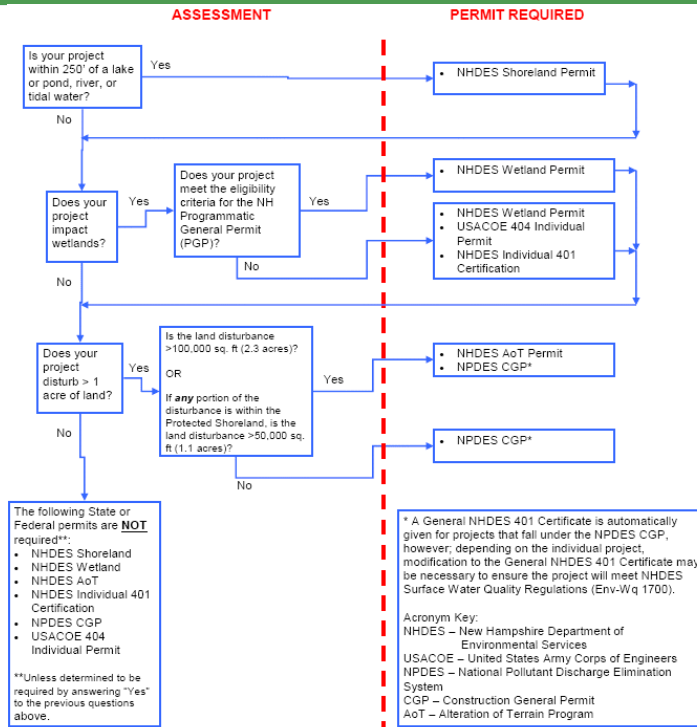 ASSESSMENT
PERMIT REQUIRED
Is your project
within 250' of a lake
or pond, river, or
tidal water?
Yes
• NHDES Shoreland Permit
No
Does your
project
impact
wetlands?
Yes
Does your project
meet the eligibility
criteria for the NH
Programmatic
General Permit
(PGP)?
Yes
• NHDES Wetland Permit
No
• NHDES Wetland Permit
• USACOE 404 Individual
Permit
• NHDES Individual 401
Certification
No
Does your
project
disturb > 1
acre of land?
Yes
Is the land disturbance
>100,000 sq. ft (2.3 acres)?
OR
If any portion of the
disturbance is within the
Protected Shoreland, is the
land disturbance >50,000 sq.
ft (1.1 acres)?
Yes
• NHDES AoT Permit
• NPDES CGP*
No
• NPDES CGP*
No
The following State or
Federal permits are NOT
required**:
• NHDES Shoreland
• NHDES Wetland
• NHDES AoT
• NHDES Individual 401
Certification
• NPDES CGP
• USACOE 404
Individual Permit
**Unless determined to be
required by answering "Yes"
to the previous questions
above.
* A General NHDES 401 Certificate is automatically
given for projects that fall under the NPDES CGP,
however; depending on the individual project,
modification to the General NHDES 401 Certificate may
be necessary to ensure the project will meet NHDES
Surface Water Quality Regulations (Env-Wq 1700).
Acronym Key:
NHDES – New Hampshire Department of
Environmental Services
USACOE – United States Army Corps of Engineers
NPDES – National Pollutant Discharge Elimination
System
CGP – Construction General Permit
AoT – Alteration of Terrain Program